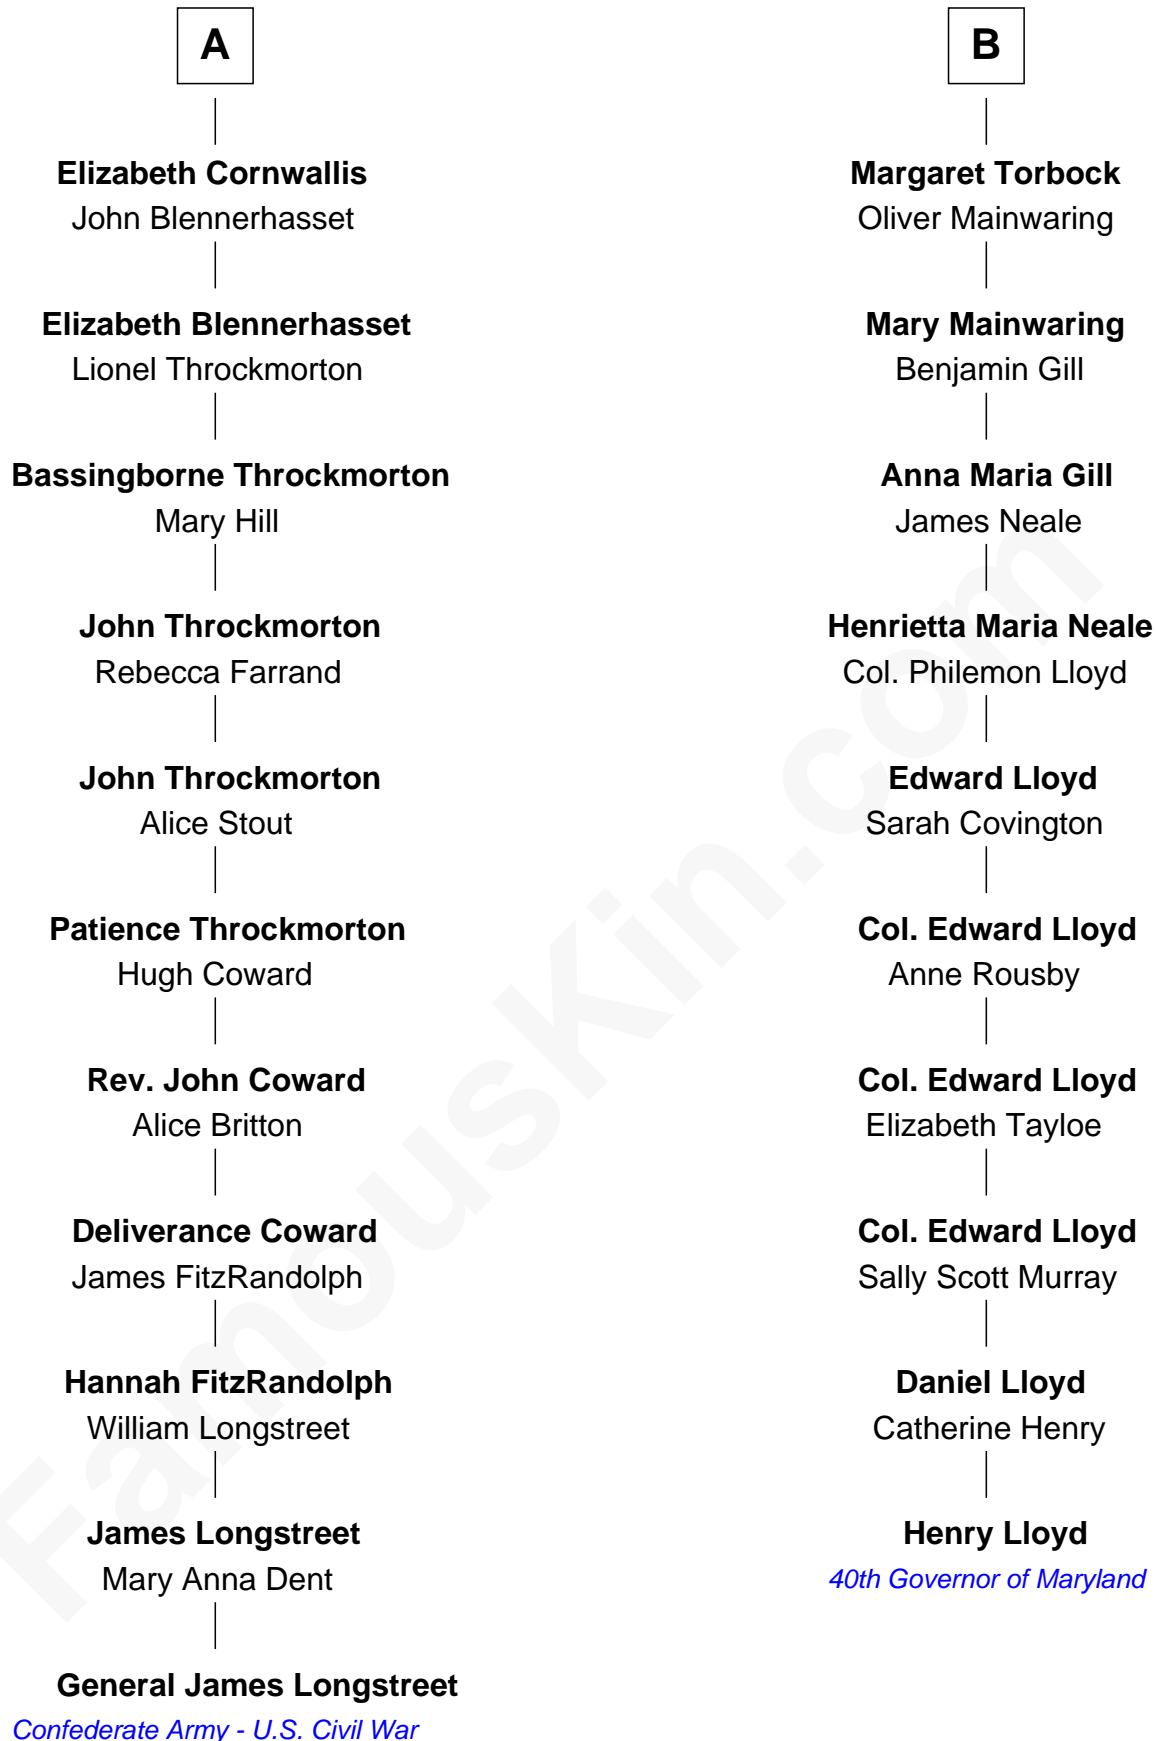 A
Elizabeth Cornwallis
John Blennerhasset
Elizabeth Blennerhasset
Lionel Throckmorton
Bassingborne Throckmorton
Mary Hill
John Throckmorton
Rebecca Farrand
John Throckmorton
Alice Stout
Patience Throckmorton
Hugh Coward
Rev. John Coward
Alice Britton
Deliverance Coward
James FitzRandolph
Hannah FitzRandolph
William Longstreet
James Longstreet
Mary Anna Dent
General James Longstreet
Confederate Army - U.S. Civil War
B
Margaret Torbock
Oliver Mainwaring
Mary Mainwaring
Benjamin Gill
Anna Maria Gill
James Neale
Henrietta Maria Neale
Col. Philemon Lloyd
Edward Lloyd
Sarah Covington
Col. Edward Lloyd
Anne Rousby
Col. Edward Lloyd
Elizabeth Tayloe
Col. Edward Lloyd
Sally Scott Murray
Daniel Lloyd
Catherine Henry
Henry Lloyd
40th Governor of Maryland
FamousKin.com